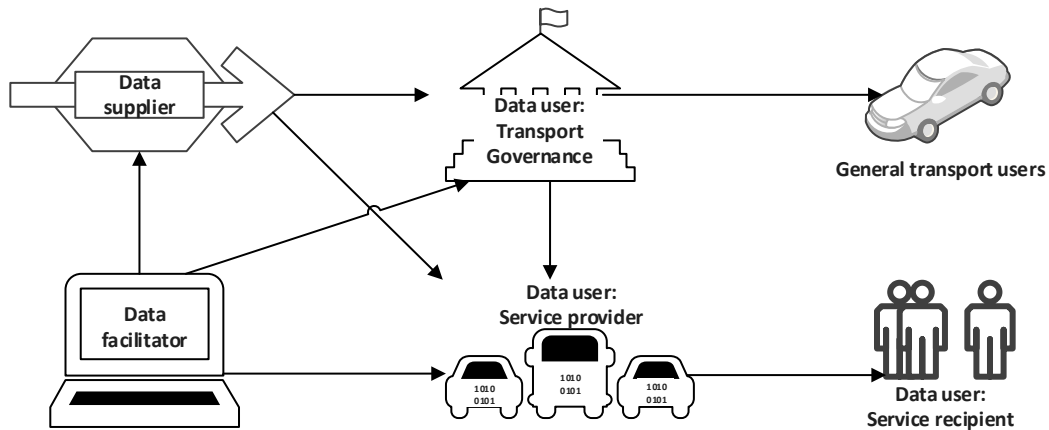 Data
supplier
Data user:
Transport
Governance
General transport users
Data
facilitator
Data user:
Service provider
1010
0101
1010
0101
1010
0101
Data user:
Service recipient